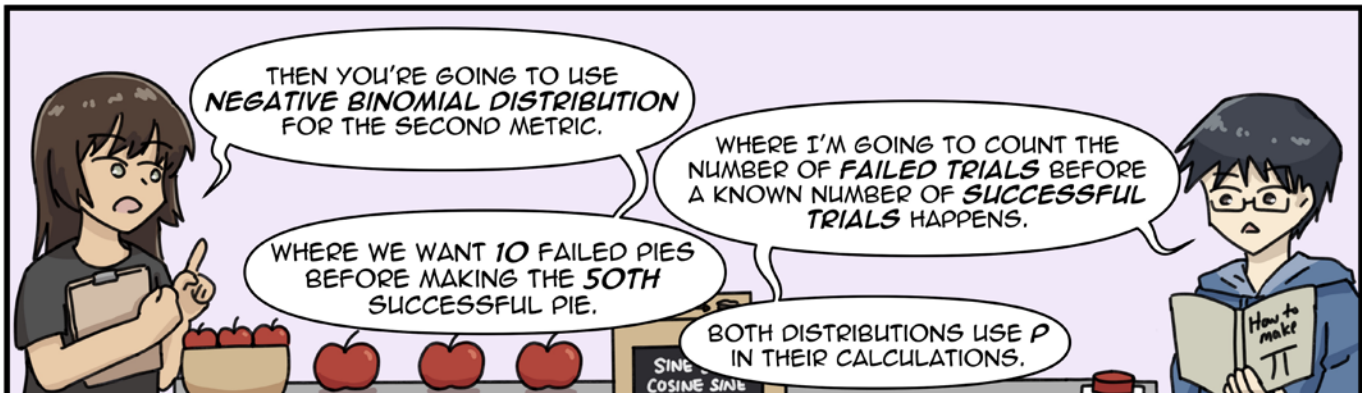 THEN YOU'RE GOING TO USE
NEGATIVE BINOMIAL DISTRIBUTION
FOR THE SECOND METRIC.
WHERE WE WANT 10 FAILED PIES
BEFORE MAKING THE 50TH
SUCCESSFUL PIE.
WHERE I'M GOING TO COUNT THE
NUMBER OF FAILED TRIALS BEFORE
A KNOWN NUMBER OF SUCCESSFUL
TRIALS HAPPENS.
BOTH DISTRIBUTIONS USE P
IN THEIR CALCULATIONS.
SINE
COSINE SINE
How to
make
π